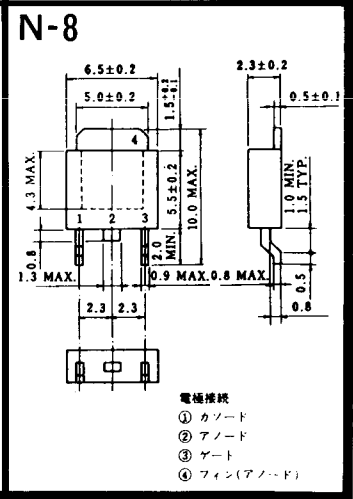 N-8
6.5±0.2
5.0±0.2
1.5+0.2-0.1
4
4.3 MAX.
5.5±0.2
10.0 MAX.
1
2
3
0.8
2.0 MIN.
1.3 MAX.
0.9 MAX.
2.3
2.3
2.3±0.2
0.5±0.1
1.0 MIN.
1.5 TYP.
0.8 MAX.
0.5
0.8
電極接続
① カソード
② アノード
③ ゲート
④ フィン(アノード)